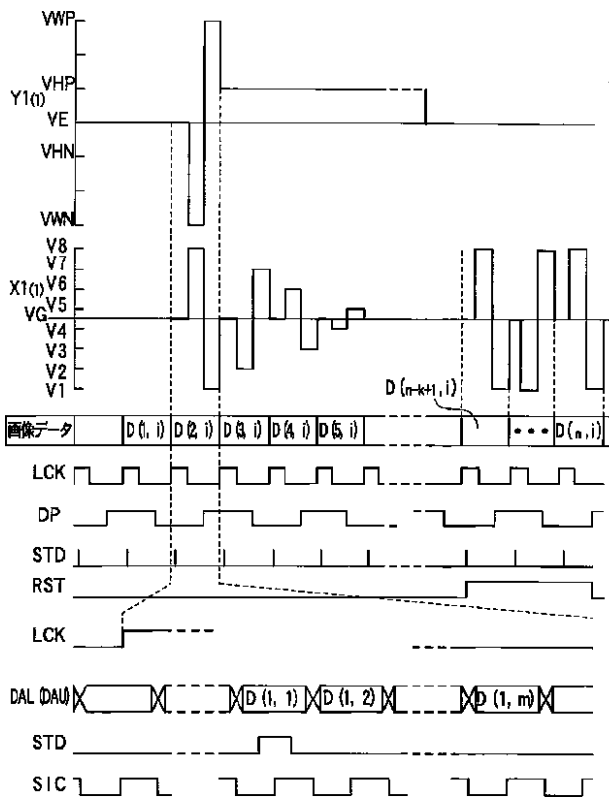 VWP
VHP
Y1(1)
VE
VHN
VWN
V8
V7
V6
X1(1)
V5
VG
V4
V3
V2
V1
D(n-k+1, i)
画像データ D(1, i) D(2, i) D(3, i) D(4, i) D(5, i) ••• D(n, i)
LCK
DP
STD
RST
LCK
DAL(DAU) D(1, 1) D(1, 2) D(1, m)
STD
SIC